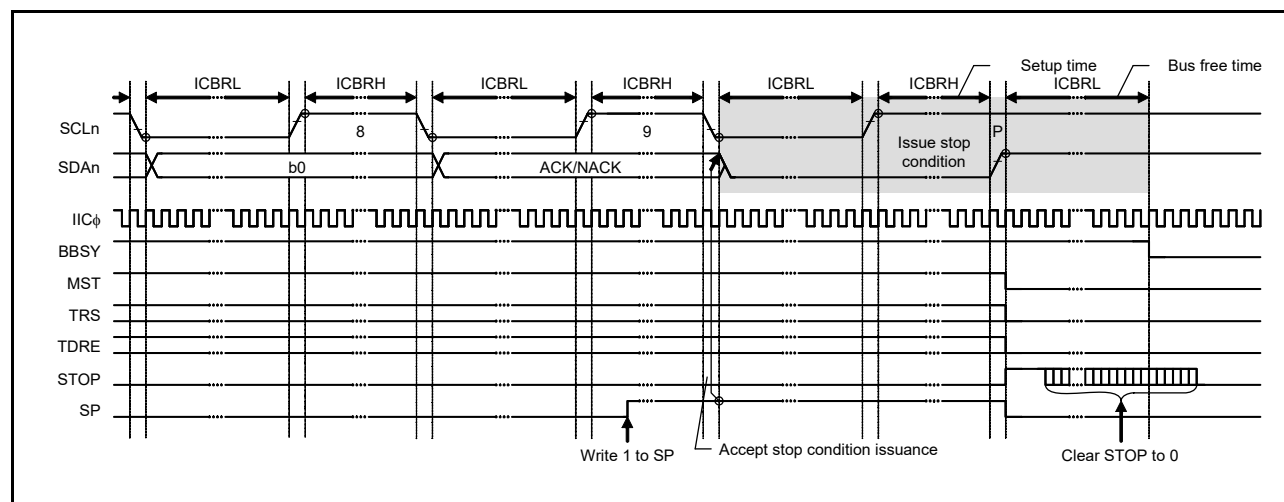 Setup time
Bus free time
ICBRL
ICBRH
ICBRL
ICBRH
ICBRL
ICBRH
ICBRL
SCLn
8
9
Issue stop
condition
P
SDAn
b0
ACK/NACK
IICϕ
BBSY
MST
TRS
TDRE
STOP
SP
Write 1 to SP
Accept stop condition issuance
Clear STOP to 0